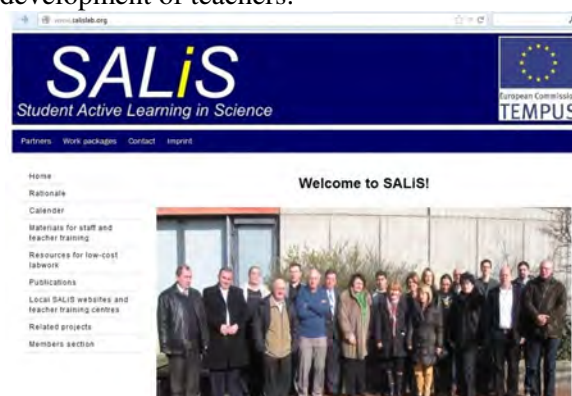 development of teachers.
www.salislab.org
SALiS
Student Active Learning in Science
European Commission
TEMPUS
Partners Work packages Contact Imprint
Home
Rationale
Calender
Materials for staff and
teacher training
Resources for low-cost
labwork
Publications
Local SALiS websites and
teacher training centres
Related projects
Members section
Welcome to SALiS!